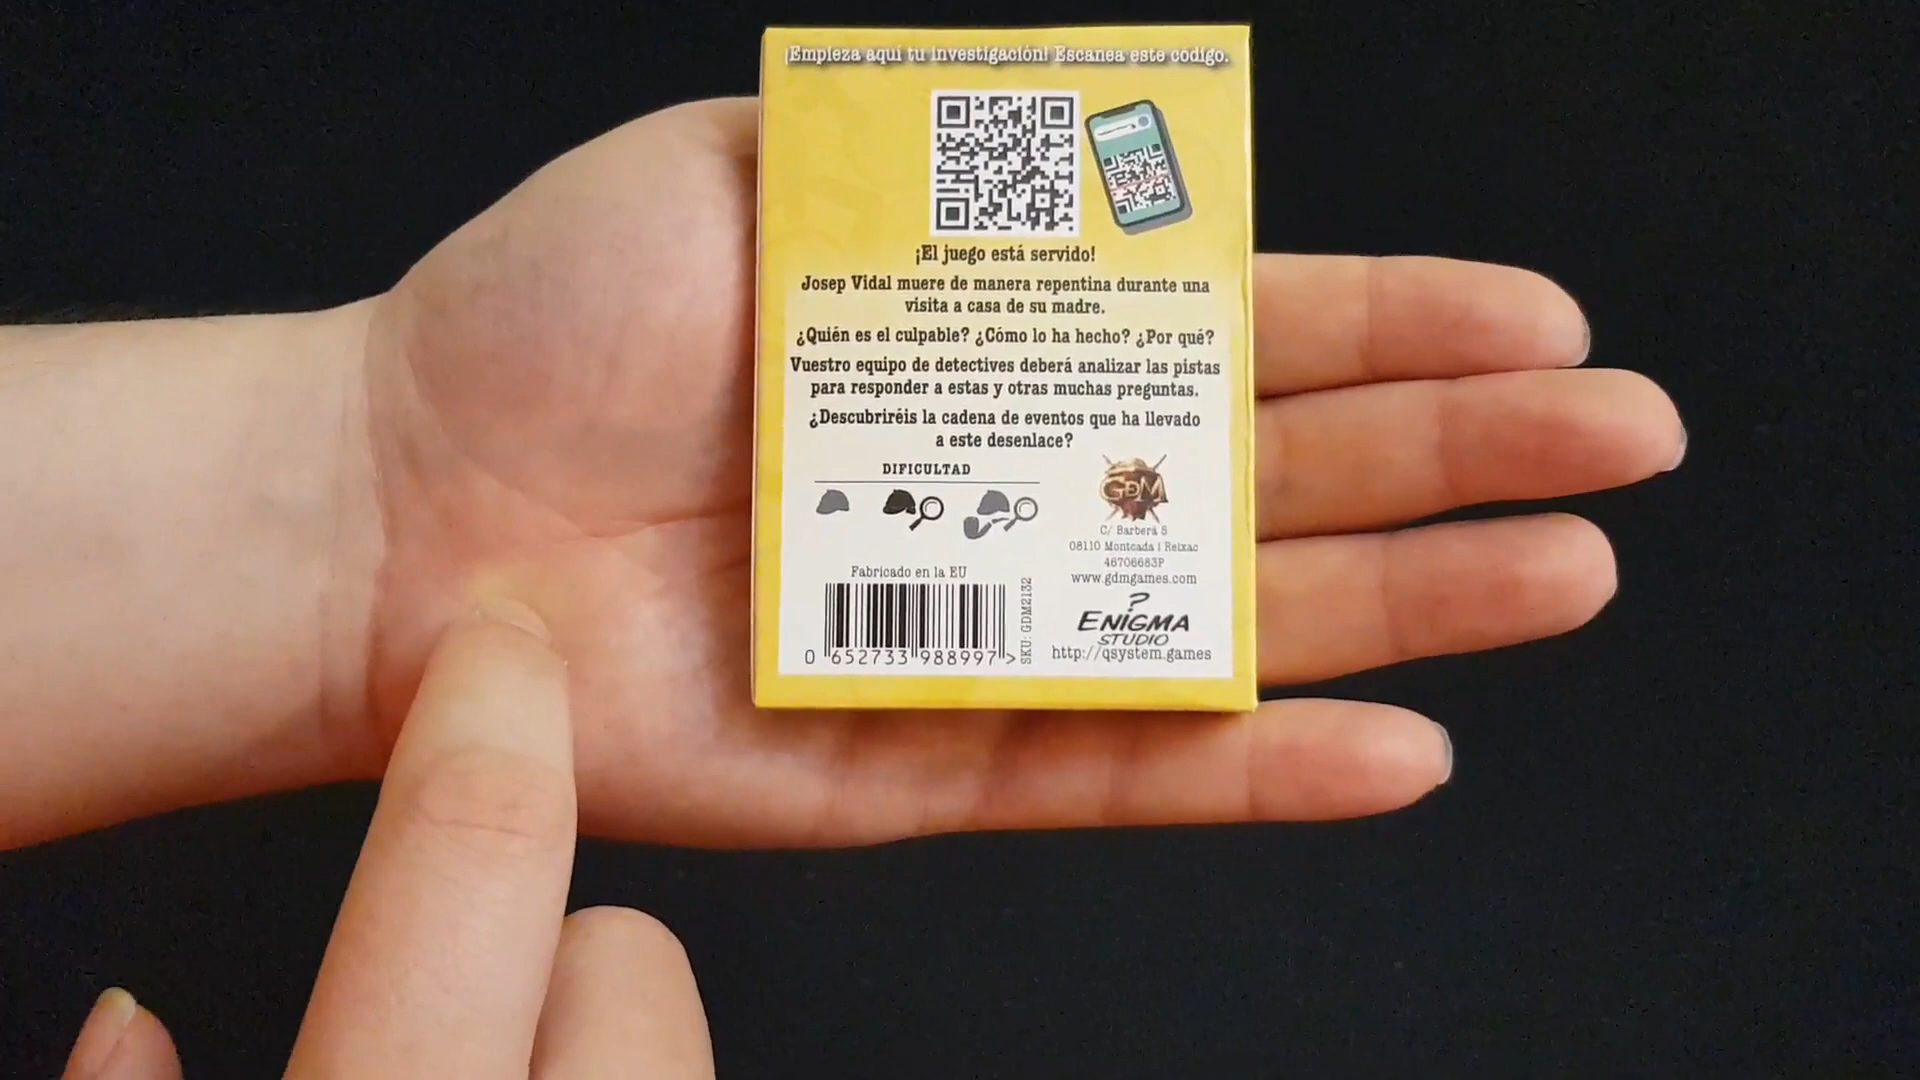 ¡Empieza aquí tu investigación! Escanea este código.
¡El juego está servido!
Josep Vidal muere de manera repentina durante una
visita a casa de su madre.
¿Quién es el culpable? ¿Cómo lo ha hecho? ¿Por qué?
Vuestro equipo de detectives deberá analizar las pistas
para responder a estas y otras muchas preguntas.
¿Descubriréis la cadena de eventos que ha llevado
a este desenlace?
DIFICULTAD
GDM
C/ Barberà 5
08110 Montcada i Reixac
46706683P
www.gdmgames.com
Fabricado en la EU
0 652733 988997 >
SKU: GDM2132
ENIGMA
STUDIO
http://qsystem.games